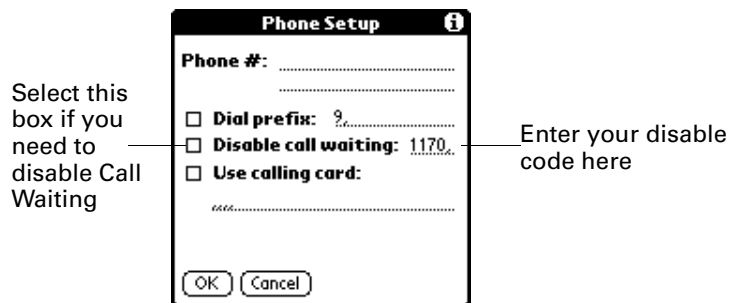 Phone Setup
Phone #:
Select this
box if you
need to
disable Call
Waiting
Dial prefix: 9,
Disable call waiting: 1170,
Use calling card:
,,,,
Enter your disable
code here
OK Cancel